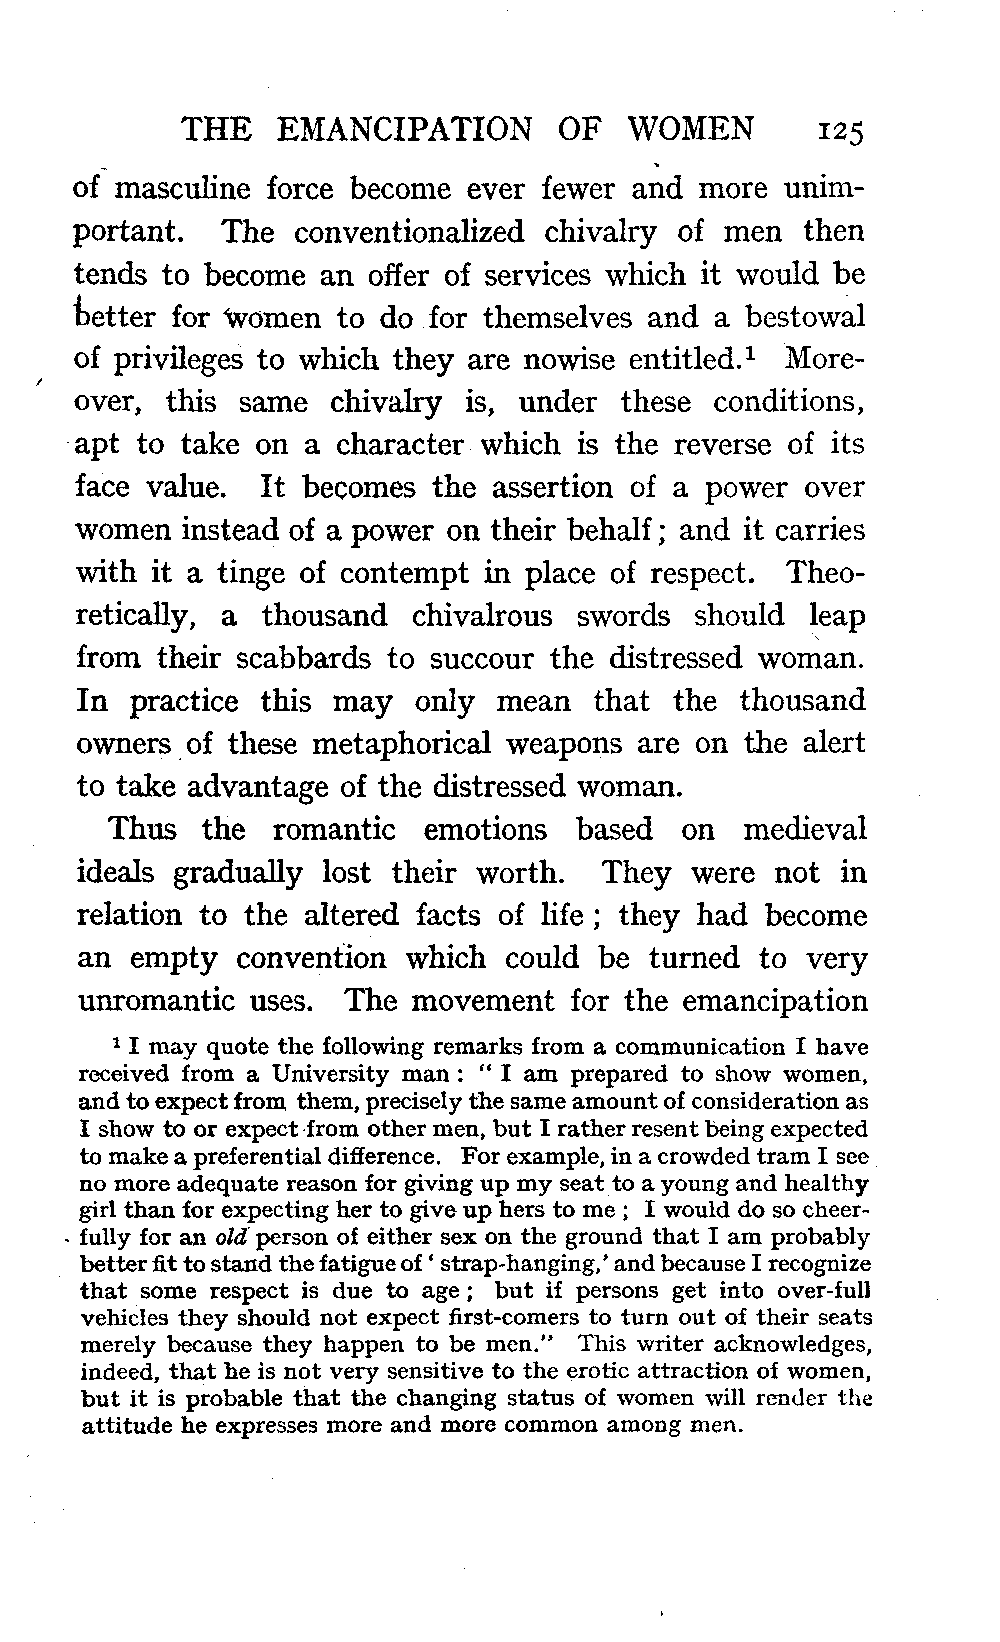 THE EMANCIPATION OF WOMEN 125
of masculine force become ever fewer and more unim-
portant. The conventionalized chivalry of men then
tends to become an offer of services which it would be
better for women to do for themselves and a bestowal
of privileges to which they are nowise entitled.¹ More-
over, this same chivalry is, under these conditions,
apt to take on a character which is the reverse of its
face value. It becomes the assertion of a power over
women instead of a power on their behalf; and it carries
with it a tinge of contempt in place of respect. Theo-
retically, a thousand chivalrous swords should leap
from their scabbards to succour the distressed woman.
In practice this may only mean that the thousand
owners of these metaphorical weapons are on the alert
to take advantage of the distressed woman.
Thus the romantic emotions based on medieval
ideals gradually lost their worth. They were not in
relation to the altered facts of life; they had become
an empty convention which could be turned to very
unromantic uses. The movement for the emancipation
¹ I may quote the following remarks from a communication I have
received from a University man: "I am prepared to show women,
and to expect from them, precisely the same amount of consideration as
I show to or expect from other men, but I rather resent being expected
to make a preferential difference. For example, in a crowded tram I see
no more adequate reason for giving up my seat to a young and healthy
girl than for expecting her to give up hers to me; I would do so cheer-
fully for an old person of either sex on the ground that I am probably
better fit to stand the fatigue of 'strap-hanging,' and because I recognize
that some respect is due to age; but if persons get into over-full
vehicles they should not expect first-comers to turn out of their seats
merely because they happen to be men." This writer acknowledges,
indeed, that he is not very sensitive to the erotic attraction of women,
but it is probable that the changing status of women will render the
attitude he expresses more and more common among men.